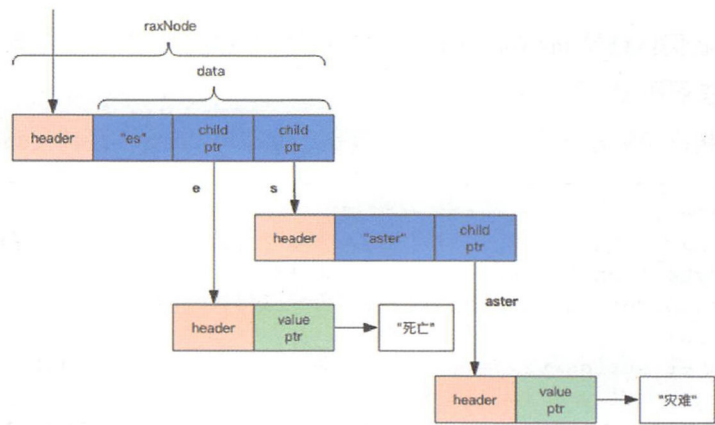 raxNode
data
header
"es"
child
ptr
child
ptr
e
s
header
"aster"
child
ptr
header
value
ptr
"死亡"
aster
header
value
ptr
"灾难"